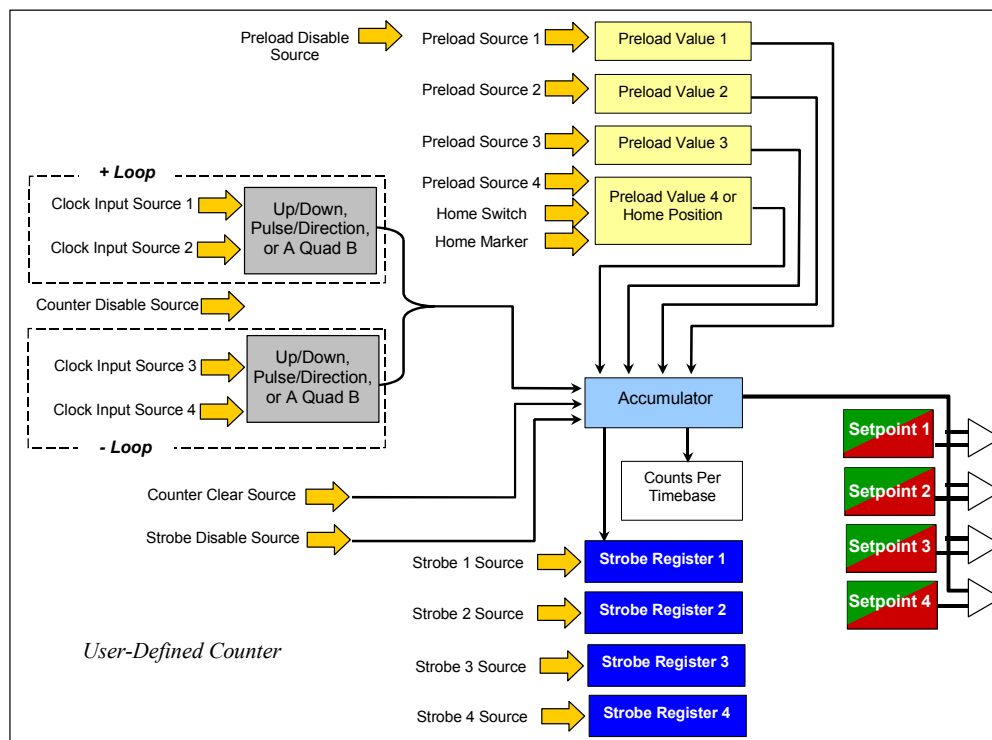 Preload Disable
Source
Preload Source 1
Preload Value 1
Preload Source 2
Preload Value 2
Preload Source 3
Preload Value 3
Preload Source 4
Home Switch
Home Marker
Preload Value 4 or
Home Position
+ Loop
Clock Input Source 1
Clock Input Source 2
Up/Down,
Pulse/Direction,
or A Quad B
Counter Disable Source
Clock Input Source 3
Clock Input Source 4
Up/Down,
Pulse/Direction,
or A Quad B
- Loop
Accumulator
Counts Per
Timebase
Counter Clear Source
Strobe Disable Source
Setpoint 1
Setpoint 2
Setpoint 3
Setpoint 4
Strobe 1 Source
Strobe Register 1
Strobe 2 Source
Strobe Register 2
Strobe 3 Source
Strobe Register 3
Strobe 4 Source
Strobe Register 4
User-Defined Counter